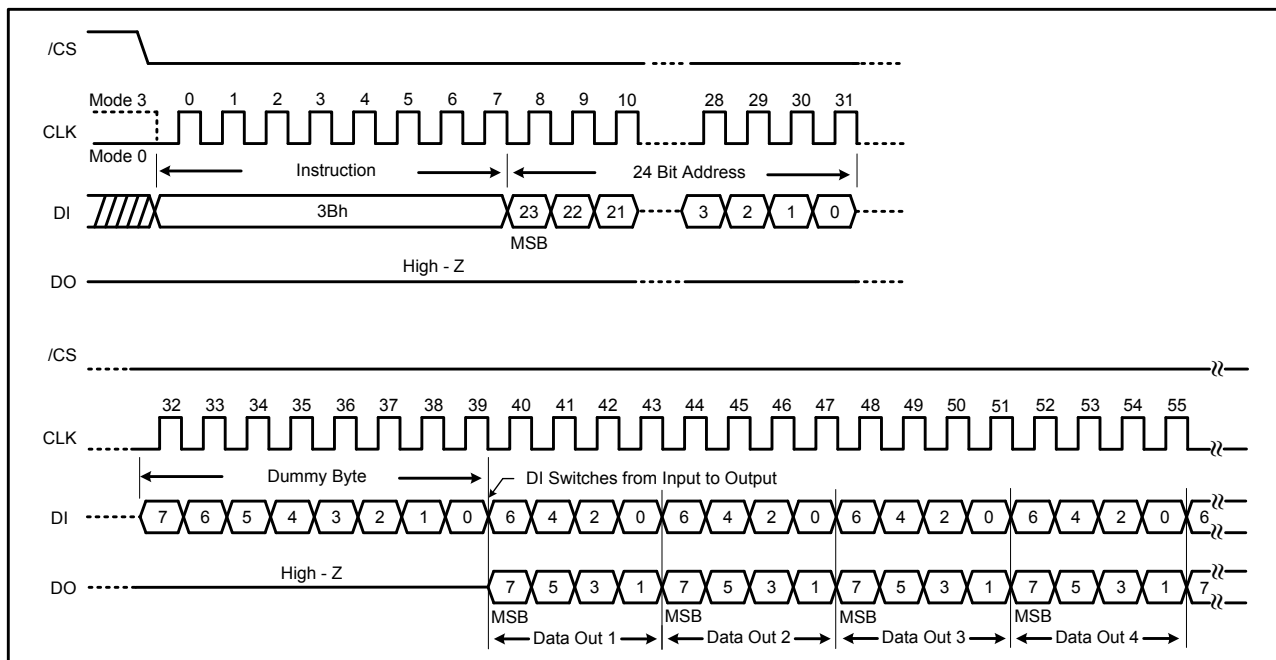 /CS
Mode 3 0 1 2 3 4 5 6 7 8 9 10 28 29 30 31
CLK
Mode 0
Instruction 24 Bit Address
DI 3Bh 23 22 21 3 2 1 0
MSB
High - Z
DO
/CS
32 33 34 35 36 37 38 39 40 41 42 43 44 45 46 47 48 49 50 51 52 53 54 55
CLK
Dummy Byte DI Switches from Input to Output
DI 7 6 5 4 3 2 1 0 6 4 2 0 6 4 2 0 6 4 2 0 6 4 2 0 6
High - Z
DO 7 5 3 1 7 5 3 1 7 5 3 1 7 5 3 1 7
MSB MSB MSB MSB
Data Out 1 Data Out 2 Data Out 3 Data Out 4